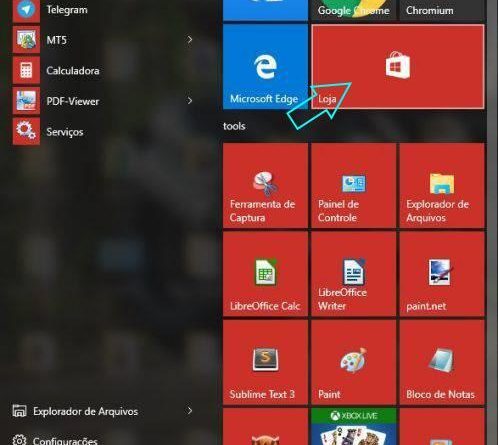 Telegram
MT5
Calculadora
PDF-Viewer
Serviços
Google Chrome
Chromium
Microsoft Edge
Loja
tools
Ferramenta de
Captura
Painel de
Controle
Explorador de
Arquivos
LibreOffice Calc
LibreOffice
Writer
paint.net
Sublime Text 3
Paint
Bloco de Notas
XBOX LIVE
Explorador de Arquivos
Configurações